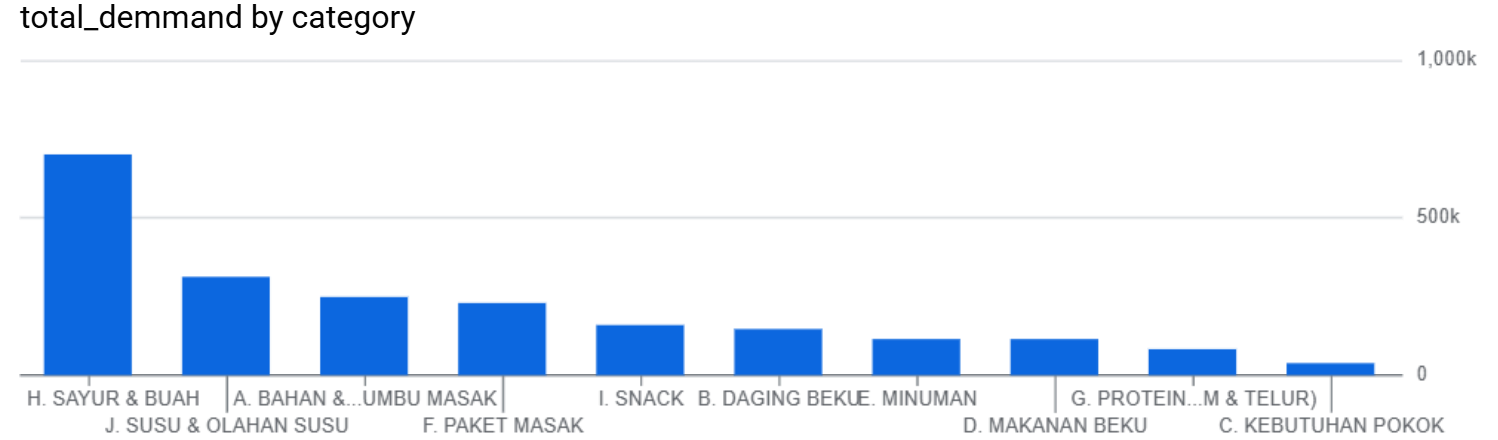 total_demmand by category
1,000k
500k
0
H. SAYUR & BUAH
J. SUSU & OLAHAN SUSU
A. BAHAN &...UMBU MASAK
F. PAKET MASAK
I. SNACK
B. DAGING BEKU
E. MINUMAN
D. MAKANAN BEKU
G. PROTEIN...M & TELUR)
C. KEBUTUHAN POKOK